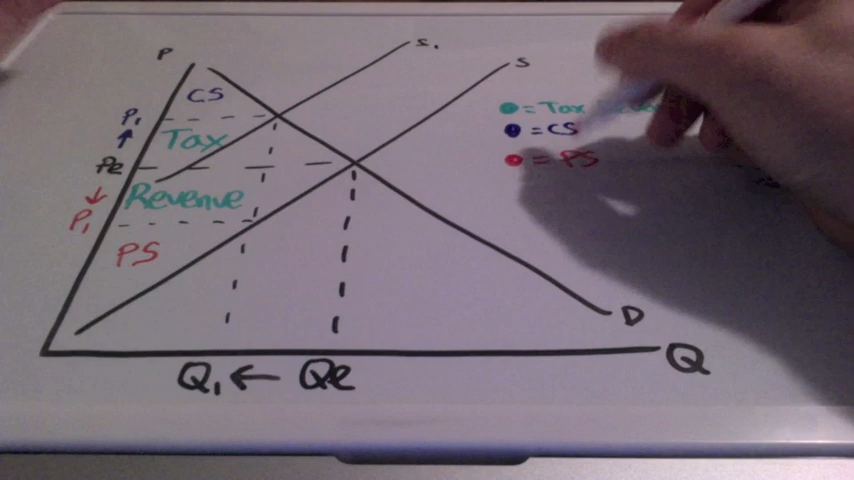 P
S₁
S
CS
P₁
= Tax
Tax
= CS
Pe
= PS
Revenue
P₁
PS
D
Q₁ ← Qe
Q